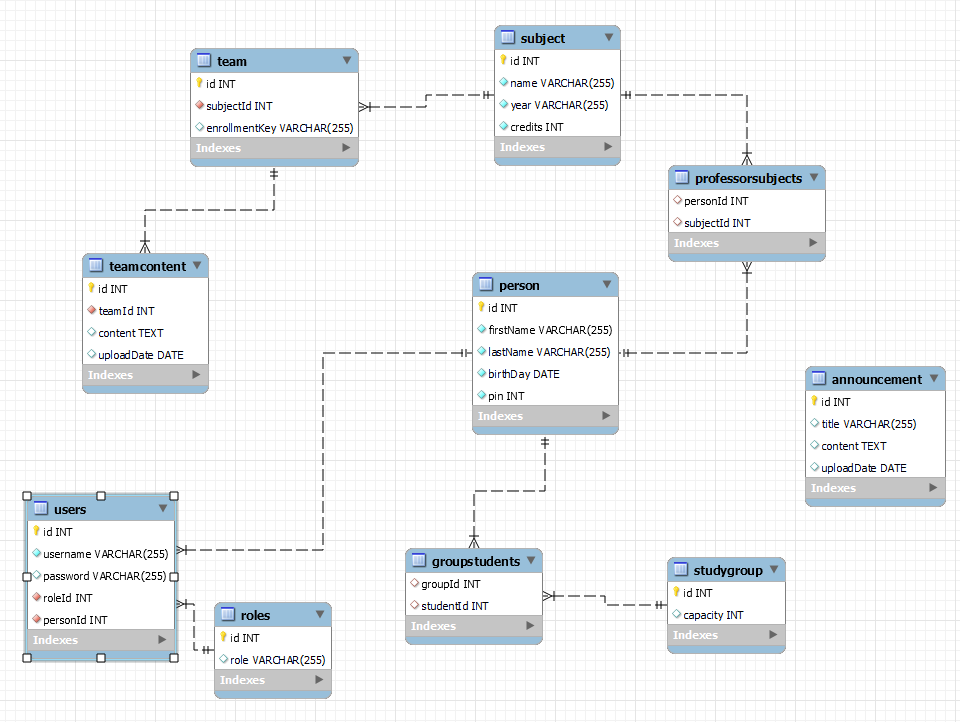 team
id INT
subjectId INT
enrollmentKey VARCHAR(255)
Indexes
subject
id INT
name VARCHAR(255)
year VARCHAR(255)
credits INT
Indexes
professorsubjects
personId INT
subjectId INT
Indexes
teamcontent
id INT
teamId INT
content TEXT
uploadDate DATE
Indexes
person
id INT
firstName VARCHAR(255)
lastName VARCHAR(255)
birthDay DATE
pin INT
Indexes
announcement
id INT
title VARCHAR(255)
content TEXT
uploadDate DATE
Indexes
users
id INT
username VARCHAR(255)
password VARCHAR(255)
roleId INT
personId INT
Indexes
roles
id INT
role VARCHAR(255)
Indexes
groupstudents
groupId INT
studentId INT
Indexes
studygroup
id INT
capacity INT
Indexes